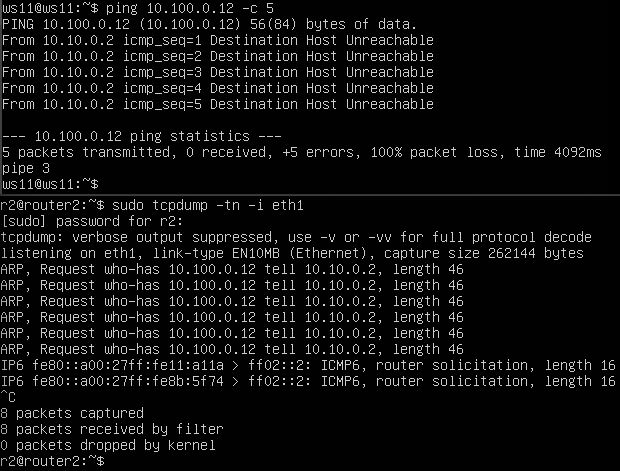 ws11@ws11:~$ ping 10.100.0.12 -c 5
PING 10.100.0.12 (10.100.0.12) 56(84) bytes of data.
From 10.10.0.2 icmp_seq=1 Destination Host Unreachable
From 10.10.0.2 icmp_seq=2 Destination Host Unreachable
From 10.10.0.2 icmp_seq=3 Destination Host Unreachable
From 10.10.0.2 icmp_seq=4 Destination Host Unreachable
From 10.10.0.2 icmp_seq=5 Destination Host Unreachable
--- 10.100.0.12 ping statistics ---
5 packets transmitted, 0 received, +5 errors, 100% packet loss, time 4092ms
pipe 3
ws11@ws11:~$
r2@router2:~$ sudo tcpdump -tn -i eth1
[sudo] password for r2:
tcpdump: verbose output suppressed, use -v or -vv for full protocol decode
listening on eth1, link-type EN10MB (Ethernet), capture size 262144 bytes
ARP, Request who-has 10.100.0.12 tell 10.10.0.2, length 46
ARP, Request who-has 10.100.0.12 tell 10.10.0.2, length 46
ARP, Request who-has 10.100.0.12 tell 10.10.0.2, length 46
ARP, Request who-has 10.100.0.12 tell 10.10.0.2, length 46
ARP, Request who-has 10.100.0.12 tell 10.10.0.2, length 46
ARP, Request who-has 10.100.0.12 tell 10.10.0.2, length 46
IP6 fe80::a00:27ff:fe11:a11a > ff02::2: ICMP6, router solicitation, length 16
IP6 fe80::a00:27ff:fe8b:5f74 > ff02::2: ICMP6, router solicitation, length 16
^C
8 packets captured
8 packets received by filter
0 packets dropped by kernel
r2@router2:~$